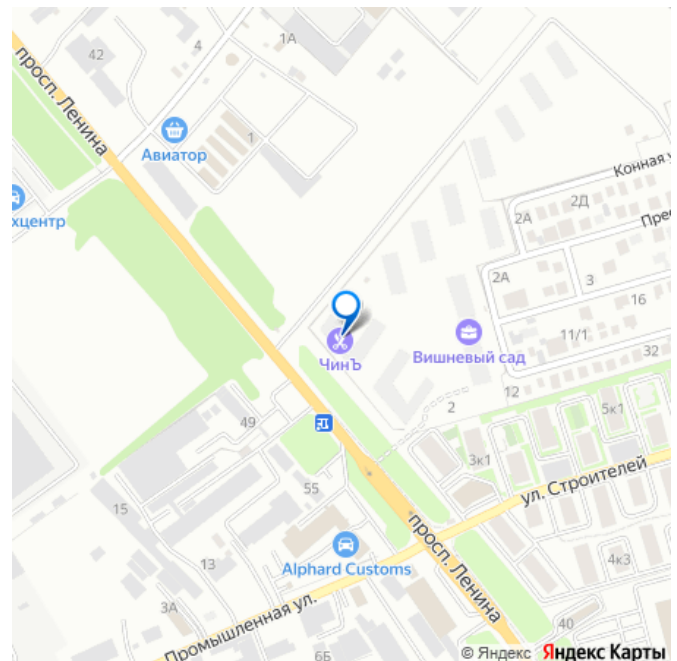 42
4
1А
просп. Ленина
1
Авиатор
хцентр
Конная у
2Д
2А
Прес
2А
3
16
11/1
ЧинЪ
Вишневый сад
32
12
2
5к1
49
3к1
ул. Строителей
55
15
просп. Ленина
13
Alphard Customs
4к3
3А
Промышленная ул.
40
6Б
© Яндекс Яндекс Карты